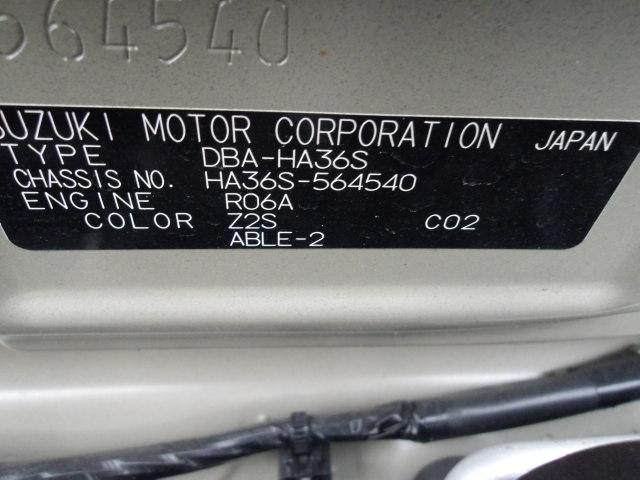 564540
SUZUKI MOTOR CORPORATION JAPAN
TYPE DBA-HA36S
CHASSIS NO. HA36S-564540
ENGINE R06A
COLOR Z2S C02
ABLE-2